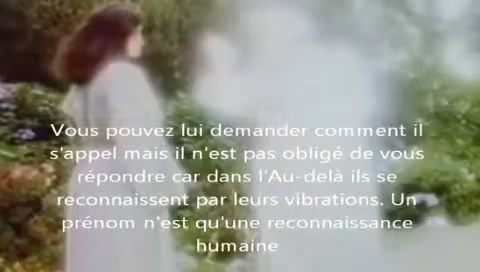 Vous pouvez lui demander comment il
s'appel mais il n'est pas obligé de vous
répondre car dans l'Au-delà ils se
reconnaissent par leurs vibrations. Un
prénom n'est qu'une reconnaissance
humaine